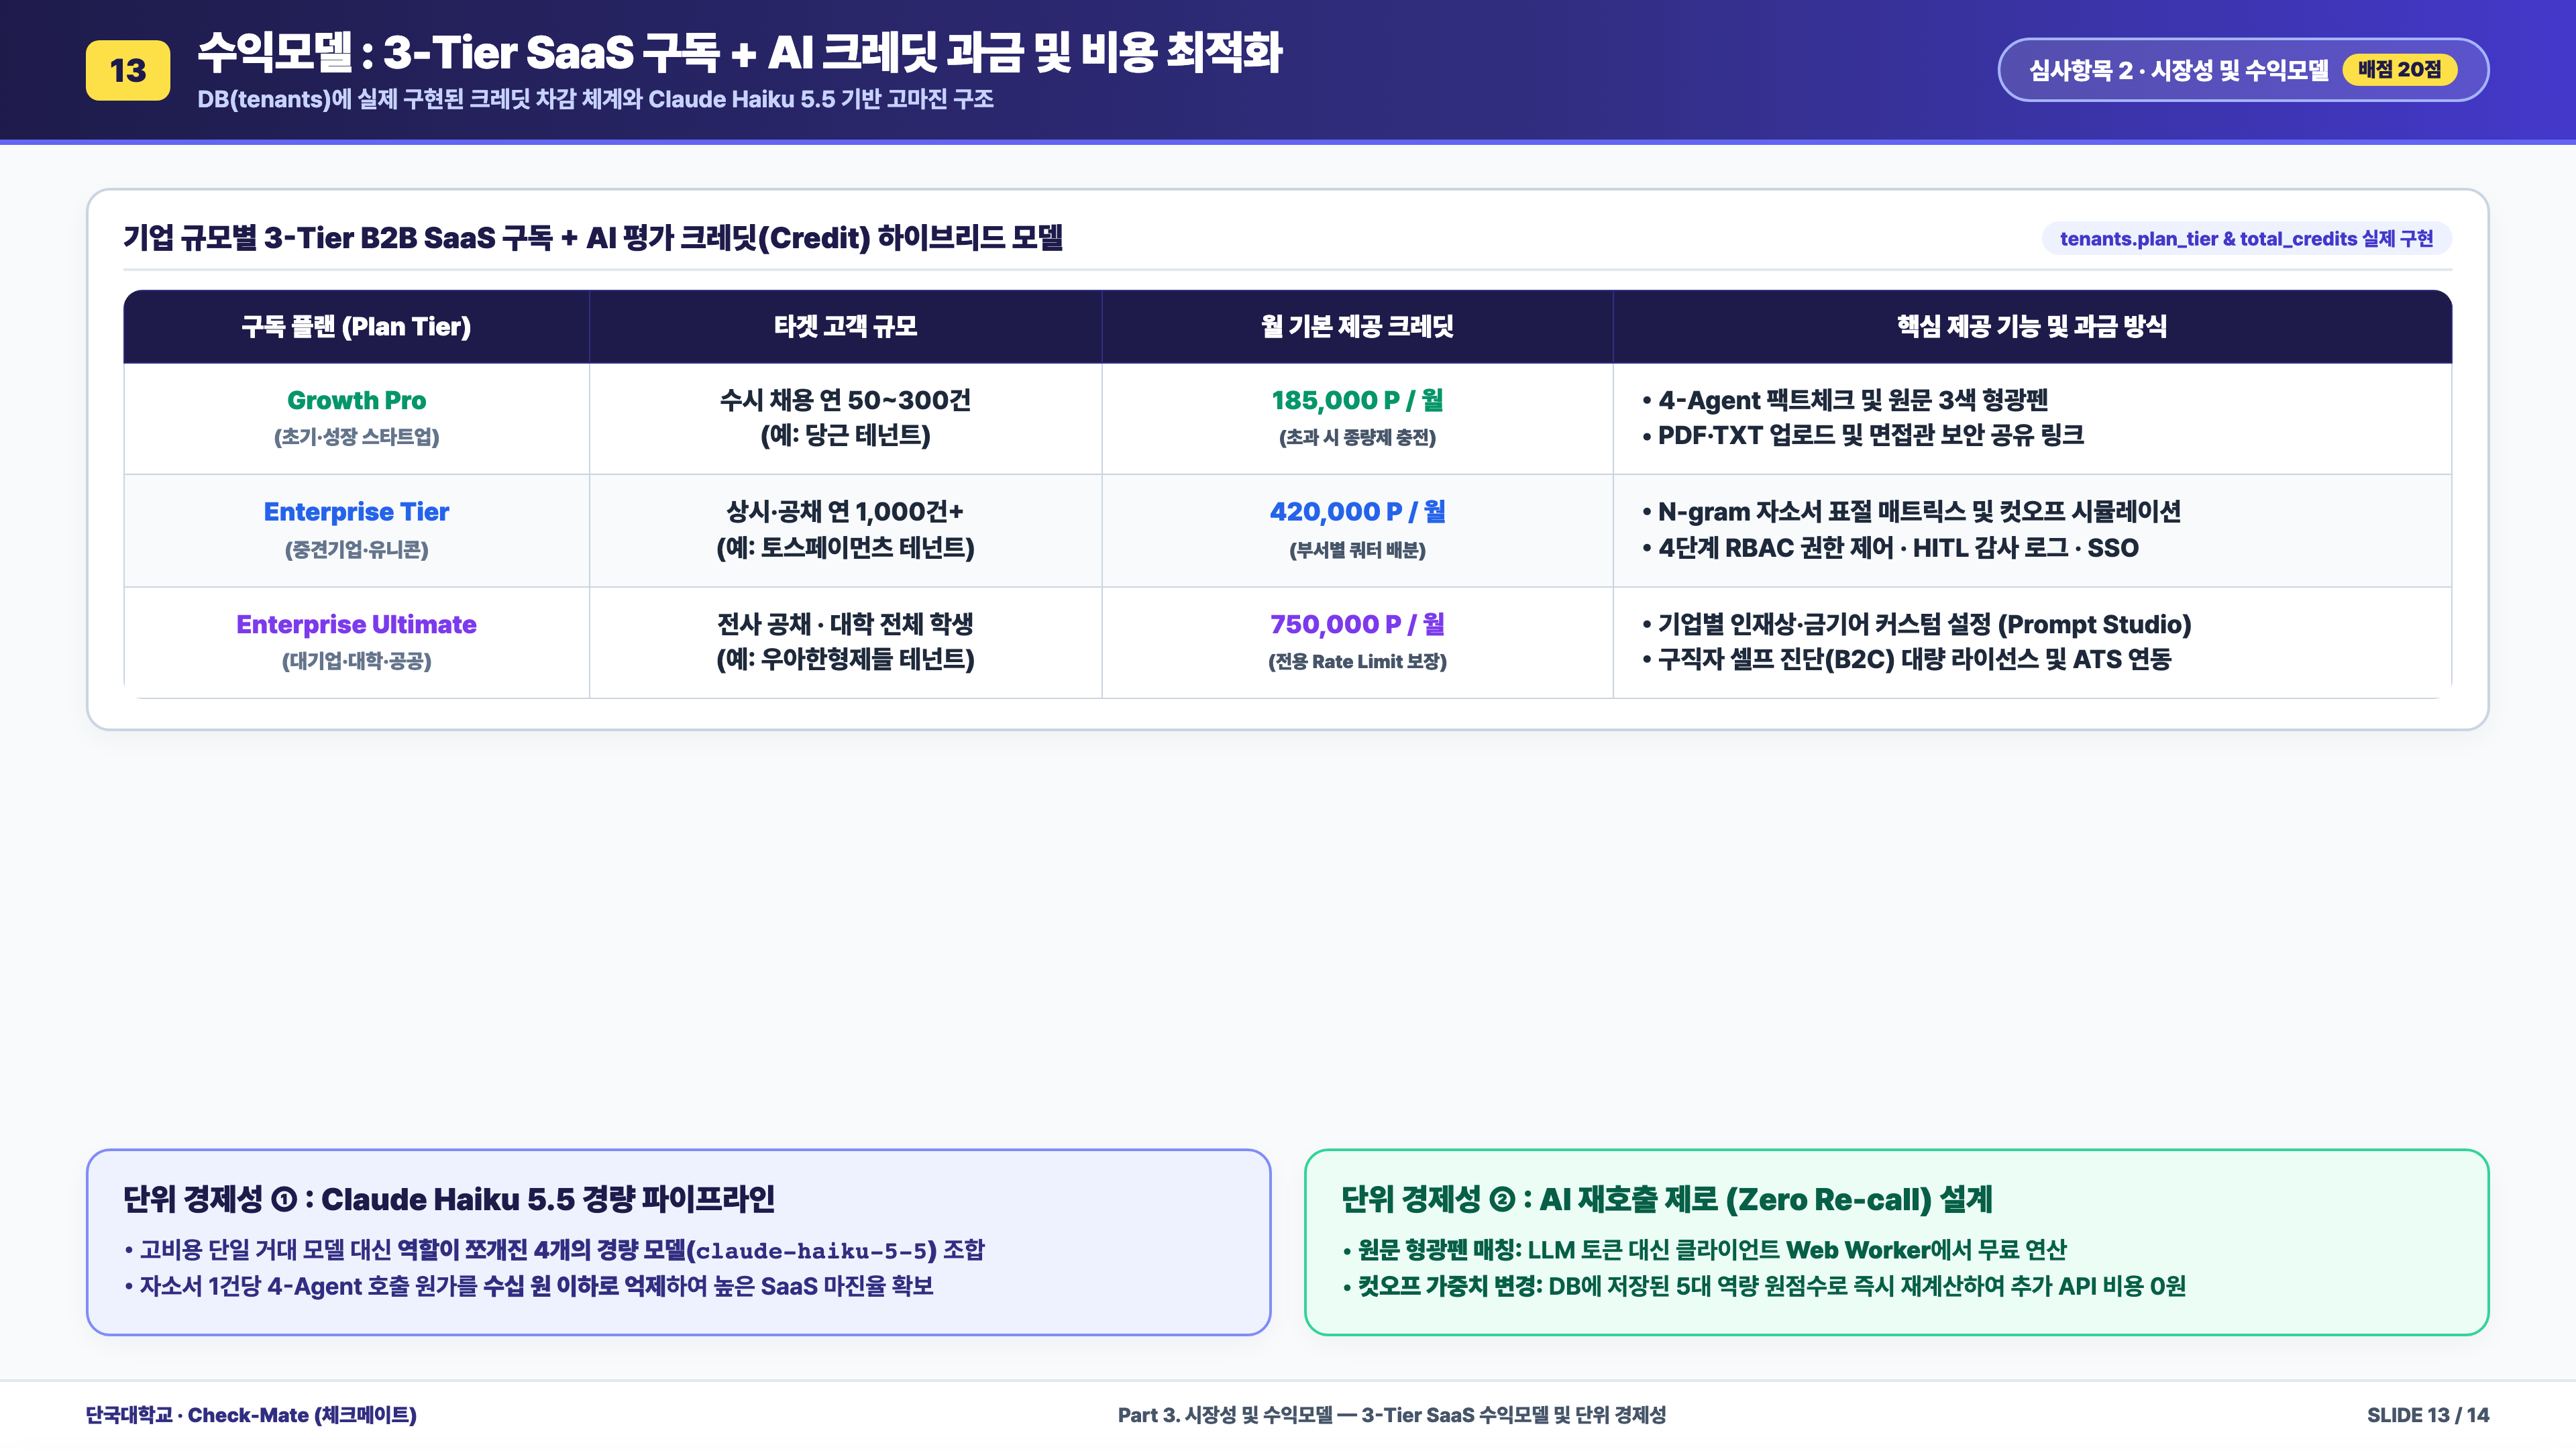 13
수익모델 : 3-Tier SaaS 구독 + AI 크레딧 과금 및 비용 최적화
DB(tenants)에 실제 구현된 크레딧 차감 체계와 Claude Haiku 5.5 기반 고마진 구조
심사항목 2 · 시장성 및 수익모델 배점 20점
기업 규모별 3-Tier B2B SaaS 구독 + AI 평가 크레딧(Credit) 하이브리드 모델
tenants.plan_tier & total_credits 실제 구현
구독 플랜 (Plan Tier)
타겟 고객 규모
월 기본 제공 크레딧
핵심 제공 기능 및 과금 방식
Growth Pro
(초기·성장 스타트업)
수시 채용 연 50~300건
(예: 당근 테넌트)
185,000 P / 월
(초과 시 종량제 충전)
• 4-Agent 팩트체크 및 원문 3색 형광펜
• PDF·TXT 업로드 및 면접관 보안 공유 링크
Enterprise Tier
(중견기업·유니콘)
상시·공채 연 1,000건+
(예: 토스페이먼츠 테넌트)
420,000 P / 월
(부서별 쿼터 배분)
• N-gram 자소서 표절 매트릭스 및 컷오프 시뮬레이션
• 4단계 RBAC 권한 제어 · HITL 감사 로그 · SSO
Enterprise Ultimate
(대기업·대학·공공)
전사 공채 · 대학 전체 학생
(예: 우아한형제들 테넌트)
750,000 P / 월
(전용 Rate Limit 보장)
• 기업별 인재상·금기어 커스텀 설정 (Prompt Studio)
• 구직자 셀프 진단(B2C) 대량 라이선스 및 ATS 연동
단위 경제성 ① : Claude Haiku 5.5 경량 파이프라인
• 고비용 단일 거대 모델 대신 역할이 쪼개진 4개의 경량 모델(claude-haiku-5-5) 조합
• 자소서 1건당 4-Agent 호출 원가를 수십 원 이하로 억제하여 높은 SaaS 마진율 확보
단위 경제성 ② : AI 재호출 제로 (Zero Re-call) 설계
• 원문 형광펜 매칭: LLM 토큰 대신 클라이언트 Web Worker에서 무료 연산
• 컷오프 가중치 변경: DB에 저장된 5대 역량 원점수로 즉시 재계산하여 추가 API 비용 0원
단국대학교 · Check-Mate (체크메이트)
Part 3. 시장성 및 수익모델 — 3-Tier SaaS 수익모델 및 단위 경제성
SLIDE 13 / 14